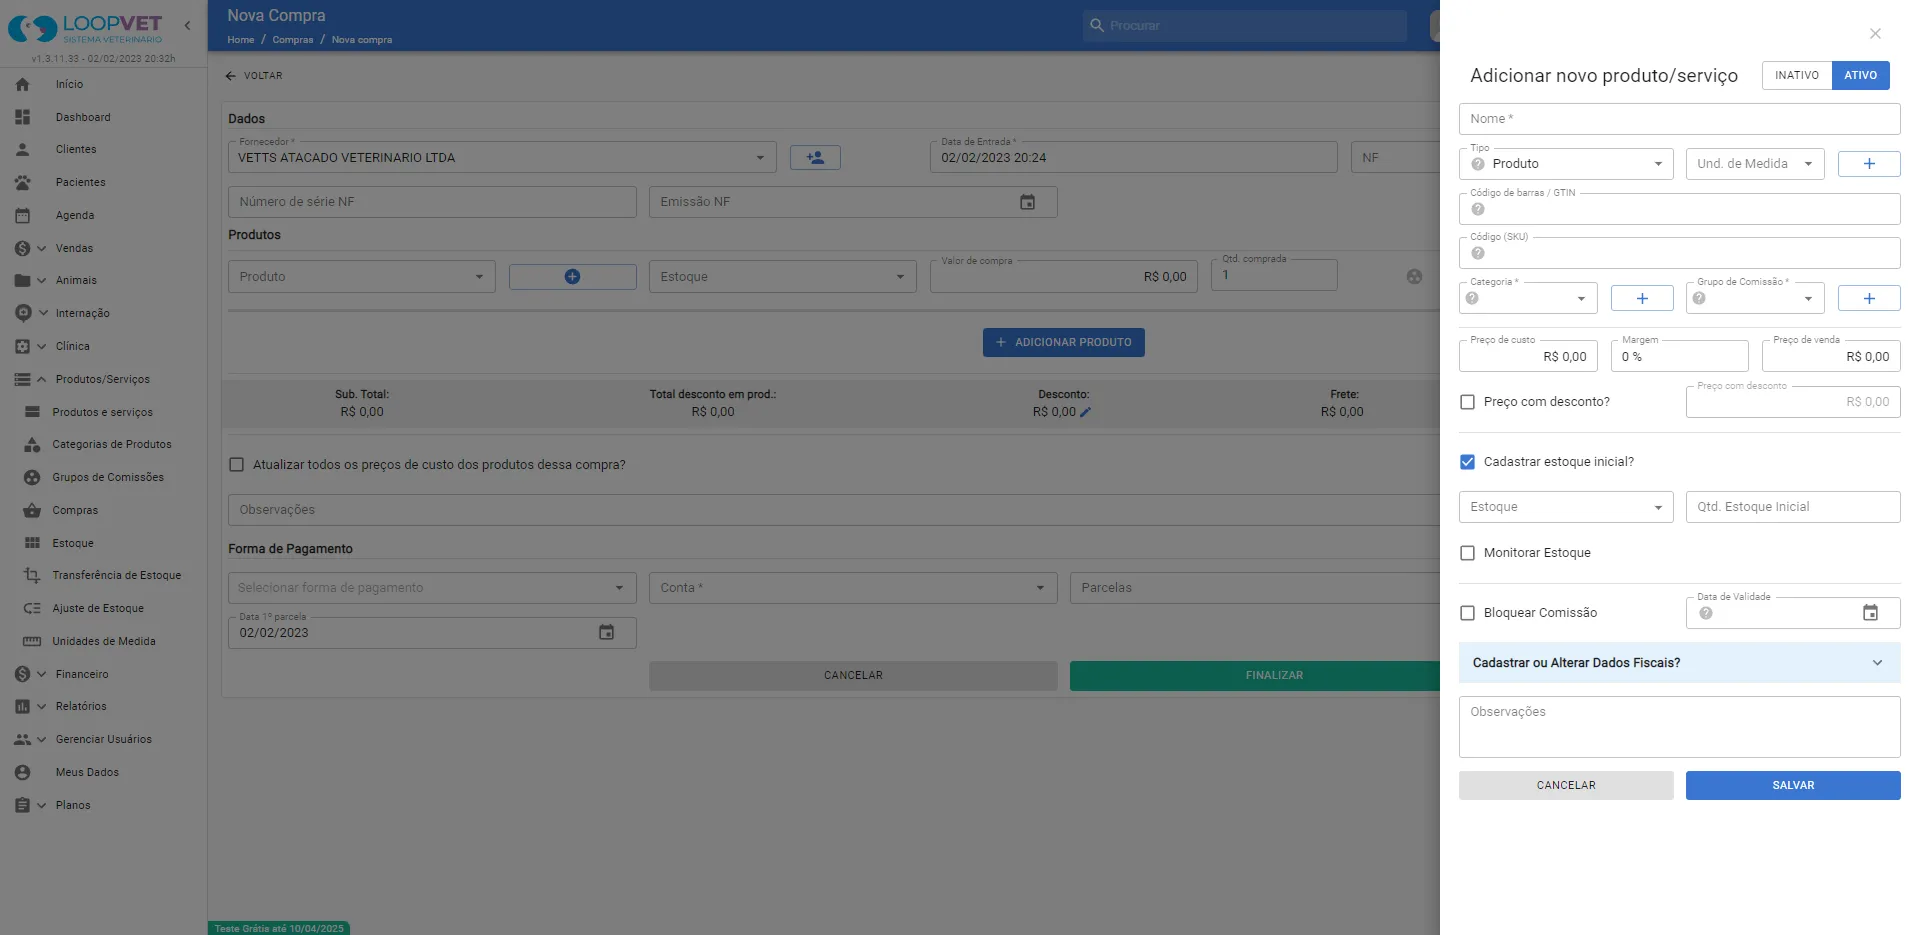 LOOPVET
SISTEMA VETERINÁRIO
v1.3.11.33 - 02/02/2023 20:32h
Início
Dashboard
Clientes
Pacientes
Agenda
Vendas
Animais
Internação
Clínica
Produtos/Serviços
Produtos e serviços
Categorias de Produtos
Grupos de Comissões
Compras
Estoque
Transferência de Estoque
Ajuste de Estoque
Unidades de Medida
Financeiro
Relatórios
Gerenciar Usuários
Meus Dados
Planos
Nova Compra
Home / Compras / Nova compra
Procurar
VOLTAR
Dados
Fornecedor *
VETTS ATACADO VETERINARIO LTDA
Data de Entrada *
02/02/2023 20:24
NF
Número de série NF
Emissão NF
Produtos
Produto
Estoque
Valor de compra
R$ 0,00
Qtd. comprada
1
ADICIONAR PRODUTO
Sub. Total:
R$ 0,00
Total desconto em prod.:
R$ 0,00
Desconto:
R$ 0,00
Frete:
R$ 0,00
Atualizar todos os preços de custo dos produtos dessa compra?
Observações
Forma de Pagamento
Selecionar forma de pagamento
Conta *
Parcelas
Data 1º parcela
02/02/2023
CANCELAR
FINALIZAR
Teste Grátis até 10/04/2025
Adicionar novo produto/serviço
INATIVO
ATIVO
Nome *
Tipo
Produto
Und. de Medida
Código de barras / GTIN
Código (SKU)
Categoria *
Grupo de Comissão *
Preço de custo
R$ 0,00
Margem
0 %
Preço de venda
R$ 0,00
Preço com desconto?
Preço com desconto
R$ 0,00
Cadastrar estoque inicial?
Estoque
Qtd. Estoque Inicial
Monitorar Estoque
Bloquear Comissão
Data de Validade
Cadastrar ou Alterar Dados Fiscais?
Observações
CANCELAR
SALVAR